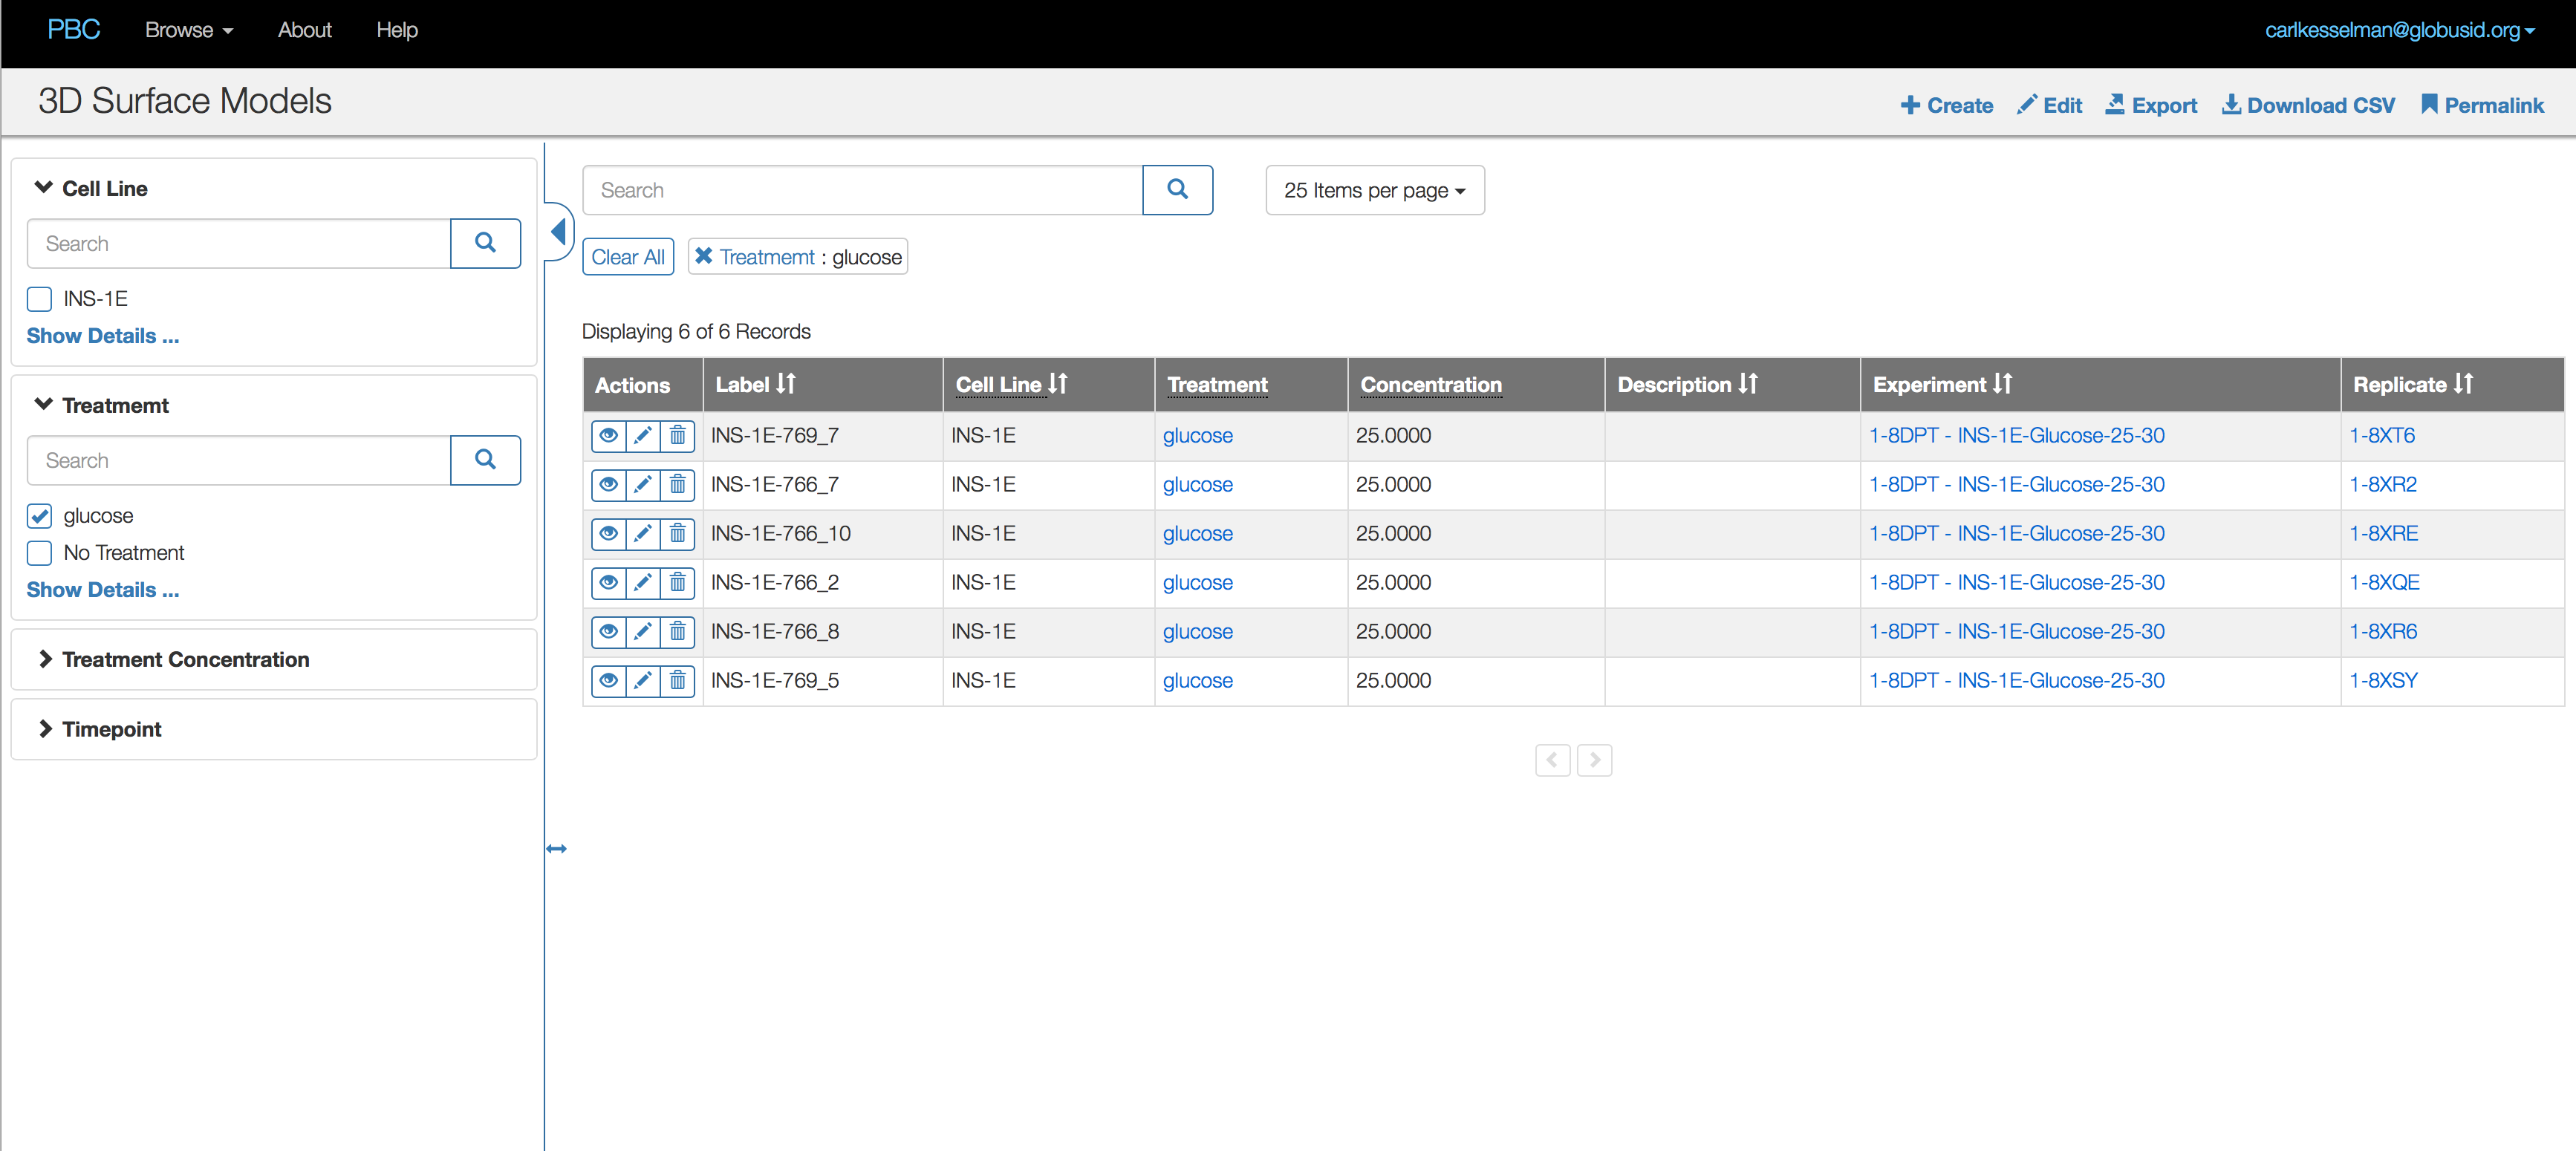 PBC Browse About Help carlkesselman@globusid.org
3D Surface Models Create Edit Export Download CSV Permalink
Cell Line
Search
INS-1E
Show Details ...
Treatmemt
Search
glucose
No Treatment
Show Details ...
Treatment Concentration
Timepoint
Search 25 Items per page
Clear All Treatmemt : glucose
Displaying 6 of 6 Records
Actions Label Cell Line Treatment Concentration Description Experiment Replicate
INS-1E-769_7 INS-1E glucose 25.0000 1-8DPT - INS-1E-Glucose-25-30 1-8XT6
INS-1E-766_7 INS-1E glucose 25.0000 1-8DPT - INS-1E-Glucose-25-30 1-8XR2
INS-1E-766_10 INS-1E glucose 25.0000 1-8DPT - INS-1E-Glucose-25-30 1-8XRE
INS-1E-766_2 INS-1E glucose 25.0000 1-8DPT - INS-1E-Glucose-25-30 1-8XQE
INS-1E-766_8 INS-1E glucose 25.0000 1-8DPT - INS-1E-Glucose-25-30 1-8XR6
INS-1E-769_5 INS-1E glucose 25.0000 1-8DPT - INS-1E-Glucose-25-30 1-8XSY